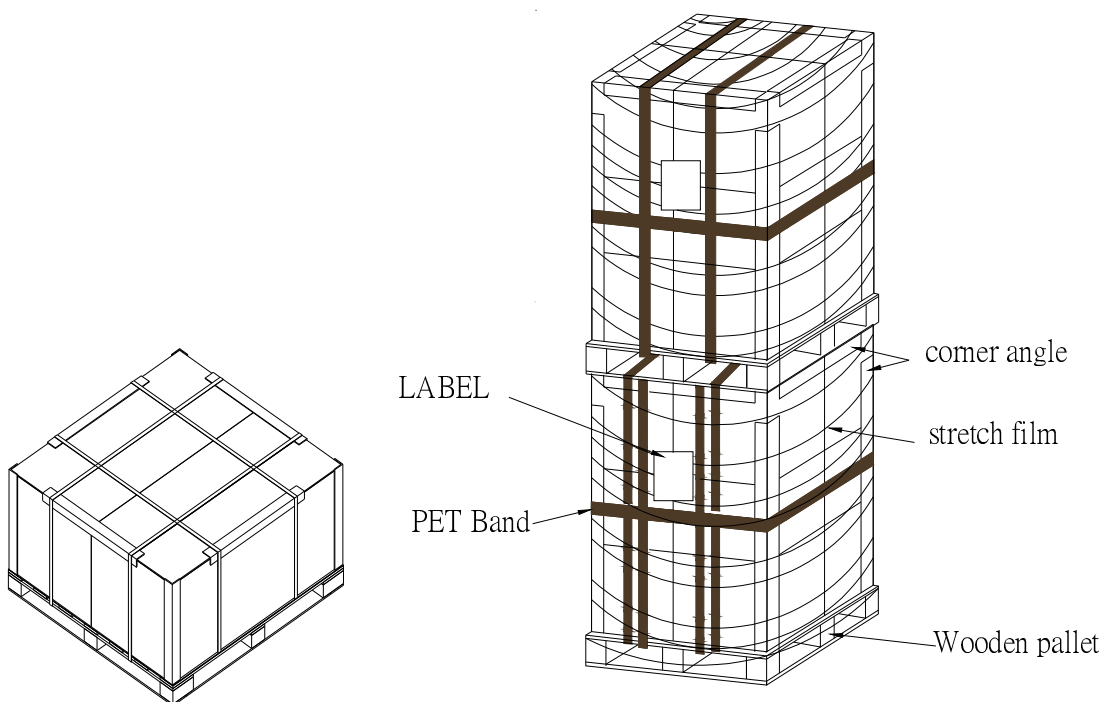 corner angle
LABEL
stretch film
PET Band
Wooden pallet